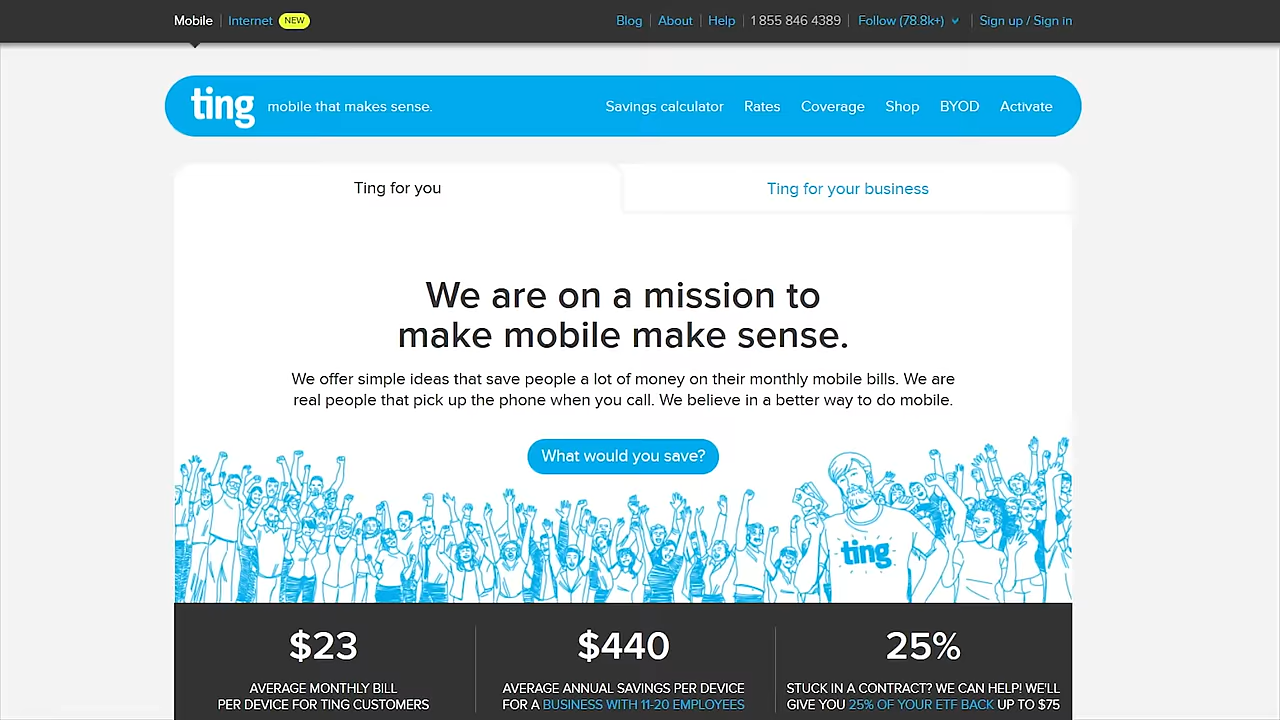 Mobile Internet NEW Blog About Help 1 855 846 4389 Follow (78.8k+) Sign up / Sign in
ting mobile that makes sense. Savings calculator Rates Coverage Shop BYOD Activate
Ting for you Ting for your business
We are on a mission to
make mobile make sense.
We offer simple ideas that save people a lot of money on their monthly mobile bills. We are
real people that pick up the phone when you call. We believe in a better way to do mobile.
What would you save?
ting
$23 $440 25%
AVERAGE MONTHLY BILL AVERAGE ANNUAL SAVINGS PER DEVICE STUCK IN A CONTRACT? WE CAN HELP! WE'LL
PER DEVICE FOR TING CUSTOMERS FOR A BUSINESS WITH 11-20 EMPLOYEES GIVE YOU 25% OF YOUR ETF BACK UP TO $75